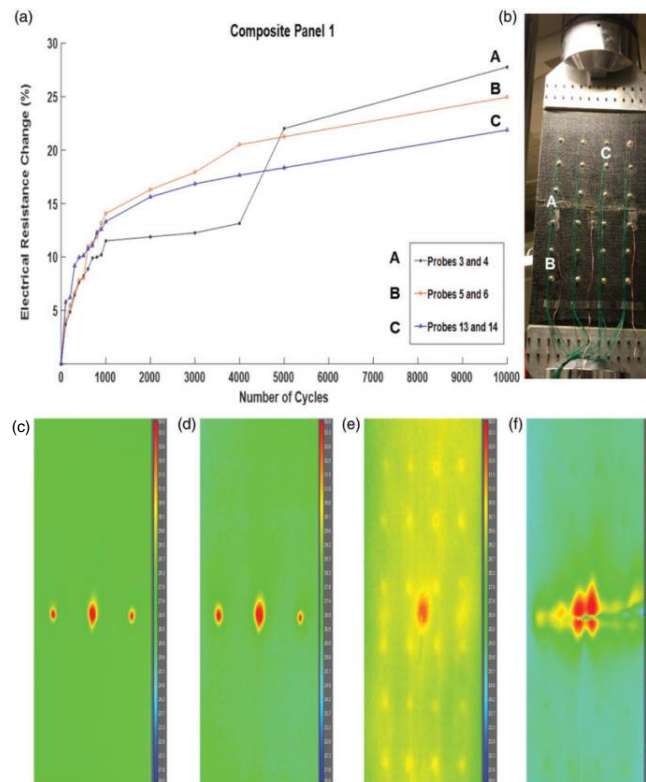 (a)
Composite Panel 1
Electrical Resistance Change (%)
30
25
20
15
10
5
0
1000
2000
3000
4000
5000
6000
7000
8000
9000
10000
Number of Cycles
A
B
C
A Probes 3 and 4
B Probes 5 and 6
C Probes 13 and 14
(b)
C
A
B
(c)
(d)
(e)
(f)